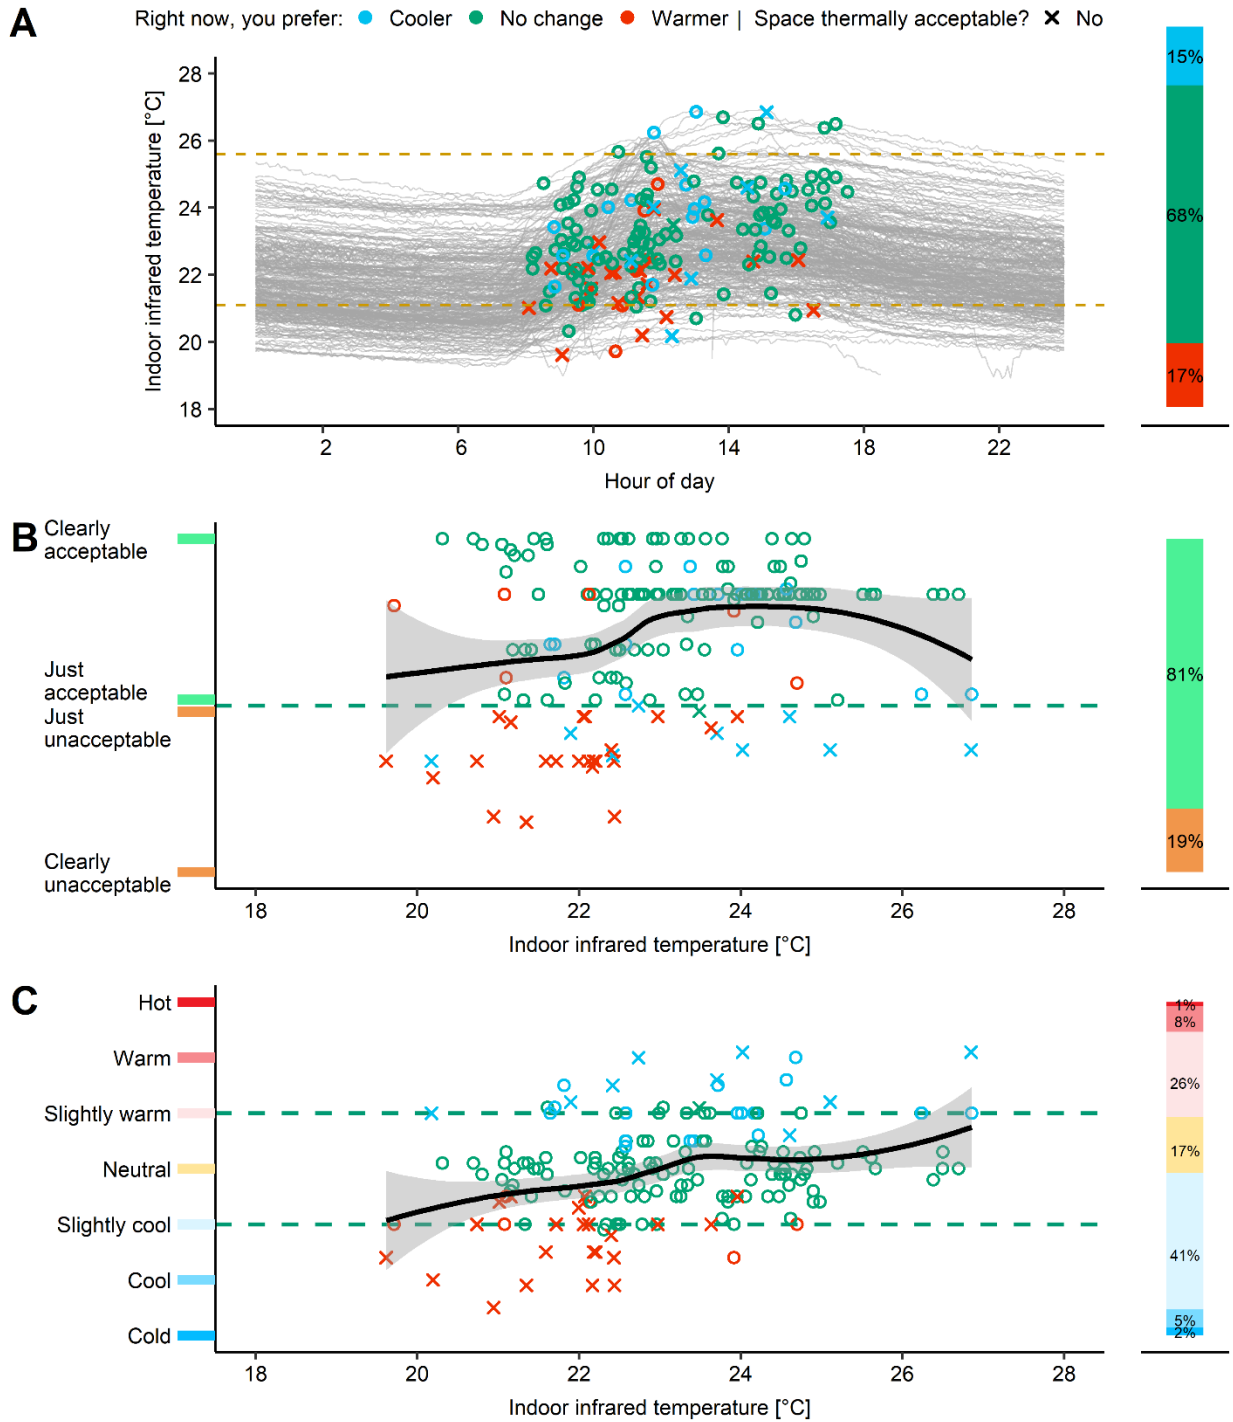 A
Right now, you prefer: Cooler No change Warmer | Space thermally acceptable? No
Indoor infrared temperature [°C]
28
26
24
22
20
18
2 6 10 14 18 22
Hour of day
15%
68%
17%
B
Clearly
acceptable
Just
acceptable
Just
unacceptable
Clearly
unacceptable
18 20 22 24 26 28
Indoor infrared temperature [°C]
81%
19%
C
Hot
Warm
Slightly warm
Neutral
Slightly cool
Cool
Cold
18 20 22 24 26 28
Indoor infrared temperature [°C]
1%
8%
26%
17%
41%
5%
2%